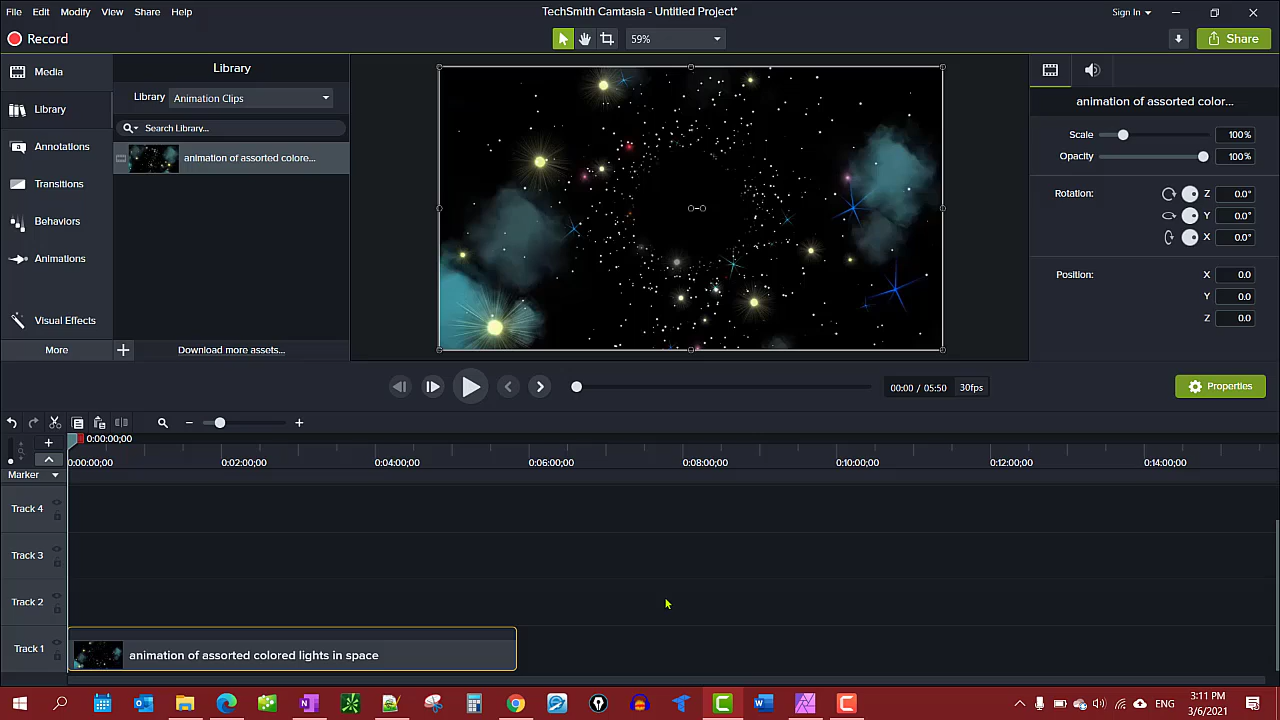 File Edit Modify View Share Help
TechSmith Camtasia - Untitled Project*
Sign In
Record
59%
Share
Media
Library
Annotations
Transitions
Behaviors
Animations
Visual Effects
More
Library
Library Animation Clips
Search Library...
animation of assorted colore...
Download more assets...
animation of assorted color...
Scale 100%
Opacity 100%
Rotation: Z 0.0°
Y 0.0°
X 0.0°
Position: X 0.0
Y 0.0
Z 0.0
00:00 / 05:50 30fps
Properties
0:00:00;00
0:00:00;00 0:02:00;00 0:04:00;00 0:06:00;00 0:08:00;00 0:10:00;00 0:12:00;00 0:14:00;00
Marker
Track 4
Track 3
Track 2
Track 1
animation of assorted colored lights in space
ENG
3:11 PM
3/6/2021